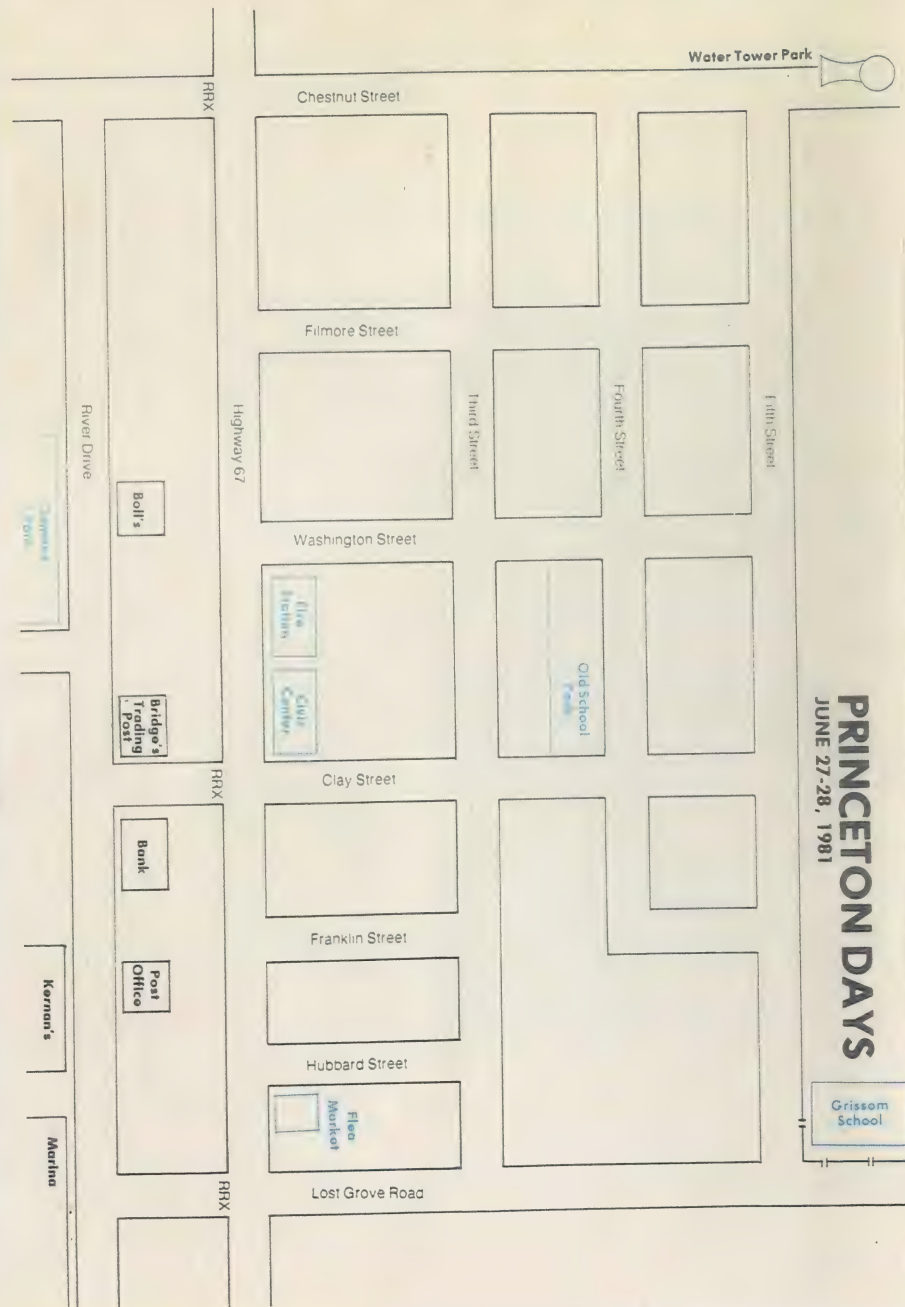 PRINCETON DAYS
JUNE 27-28, 1981
Water Tower Park
Grissom
School
Chestnut Street
Filmore Street
Washington Street
Clay Street
Franklin Street
Hubbard Street
Lost Grove Road
Fifth Street
Fourth Street
Third Street
Highway 67
River Drive
RRX
RRX
RRX
Old School
Park
Fire
Station
Civic
Center
Flea
Market
Boll's
Bridge's
Trading
Post
Bank
Post
Office
Park
Kernan's
Marina